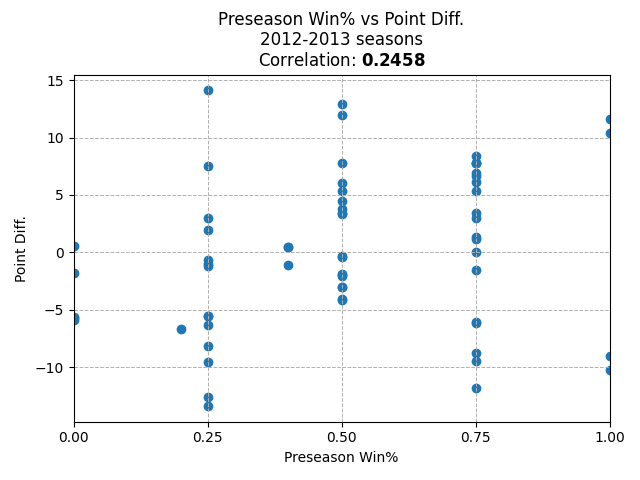 Preseason Win% vs Point Diff.
2012-2013 seasons
Correlation: 0.2458
15
10
5
0
−5
−10
Point Diff.
0.00 0.25 0.50 0.75 1.00
Preseason Win%